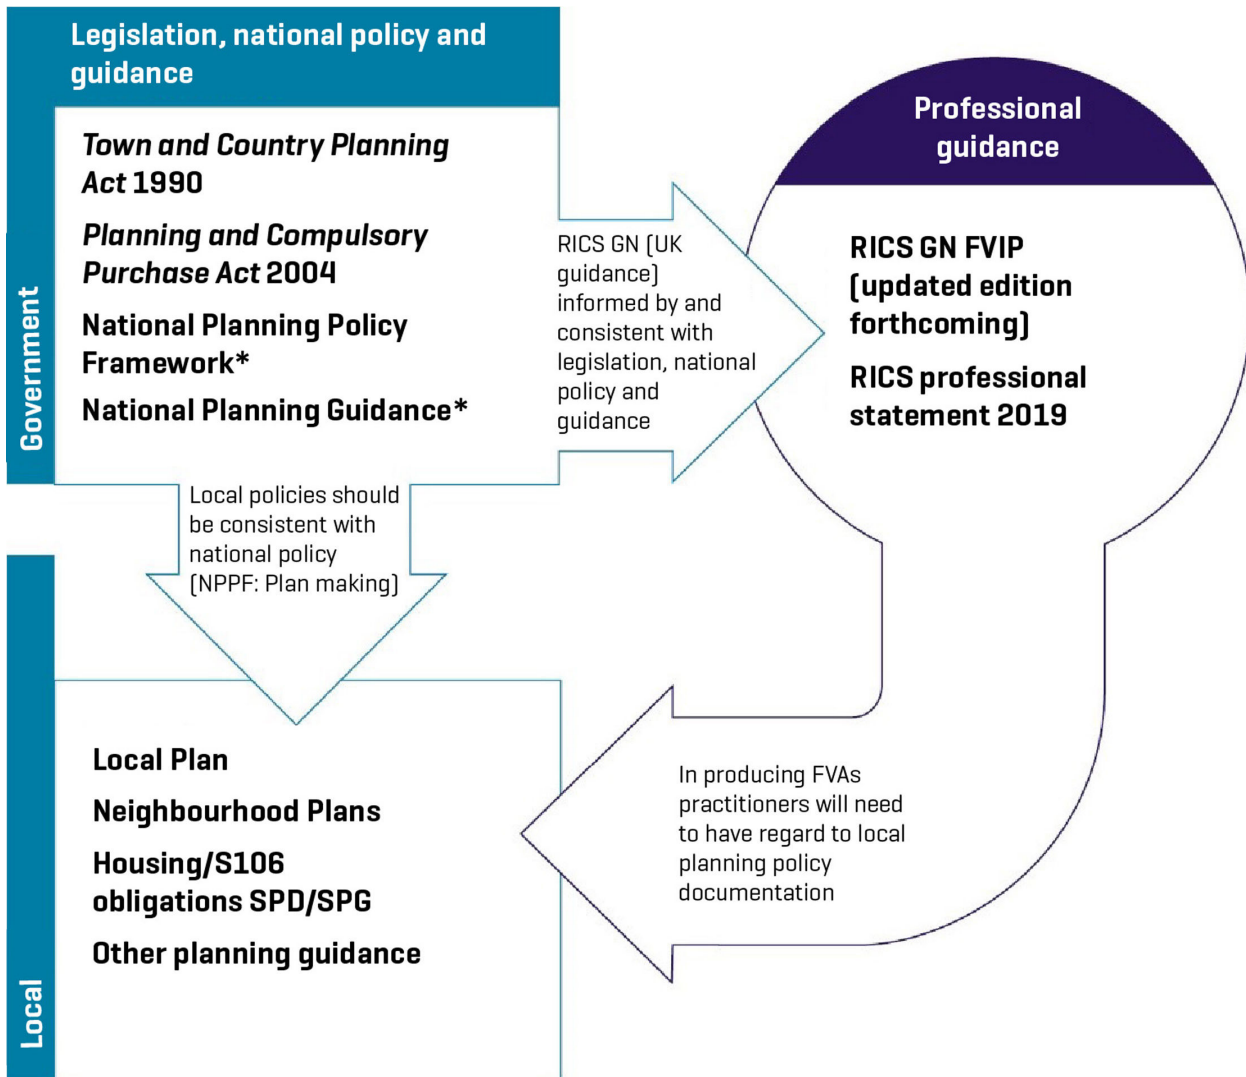 Legislation, national policy and
guidance
Government
Town and Country Planning
Act 1990
Planning and Compulsory
Purchase Act 2004
National Planning Policy
Framework*
National Planning Guidance*
RICS GN (UK
guidance)
informed by and
consistent with
legislation, national
policy and
guidance
Professional
guidance
RICS GN FVIP
(updated edition
forthcoming)
RICS professional
statement 2019
Local policies should
be consistent with
national policy
(NPPF: Plan making)
Local
Local Plan
Neighbourhood Plans
Housing/S106
obligations SPD/SPG
Other planning guidance
In producing FVAs
practitioners will need
to have regard to local
planning policy
documentation